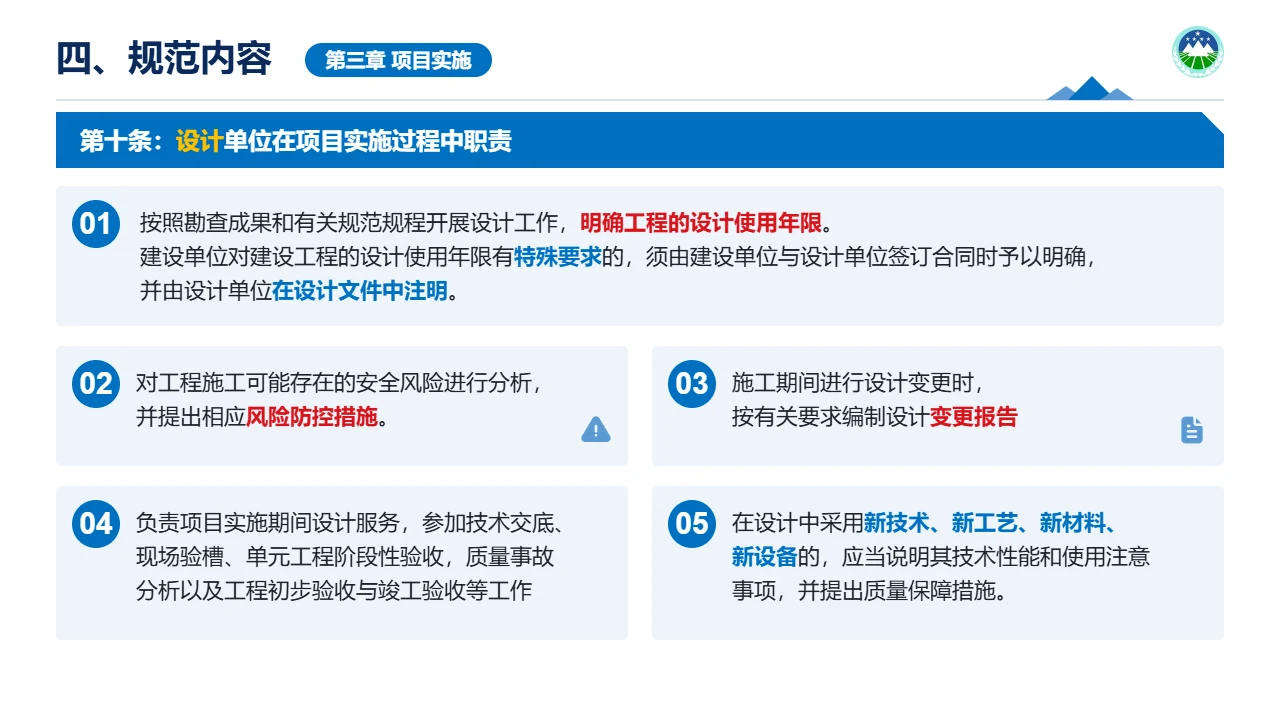 四、规范内容
第三章 项目实施
第十条：设计单位在项目实施过程中职责
01
按照勘查成果和有关规范规程开展设计工作，明确工程的设计使用年限。
建设单位对建设工程的设计使用年限有特殊要求的，须由建设单位与设计单位签订合同时予以明确，
并由设计单位在设计文件中注明。
02
对工程施工可能存在的安全风险进行分析，
并提出相应风险防控措施。
03
施工期间进行设计变更时，
按有关要求编制设计变更报告
04
负责项目实施期间设计服务，参加技术交底、
现场验槽、单元工程阶段性验收，质量事故
分析以及工程初步验收与竣工验收等工作
05
在设计中采用新技术、新工艺、新材料、
新设备的，应当说明其技术性能和使用注意
事项，并提出质量保障措施。